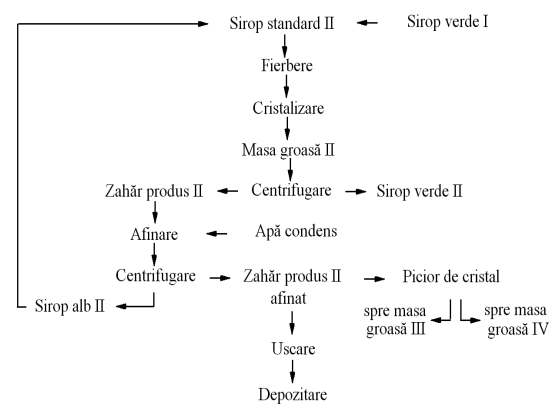 Sirop standard II
Sirop verde I
Fierbere
Cristalizare
Masa groasă II
Zahăr produs II
Centrifugare
Sirop verde II
Afinare
Apă condens
Centrifugare
Zahăr produs II
afinat
Picior de cristal
Sirop alb II
spre masa
groasă III
spre masa
groasă IV
Uscare
Depozitare